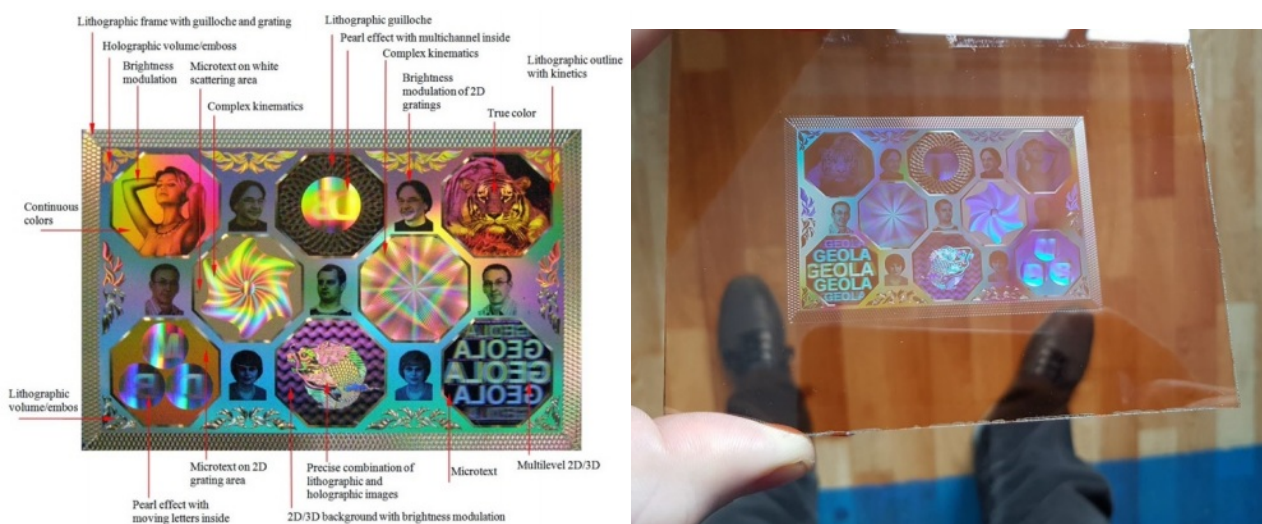 Lithographic frame with guilloche and grating
Lithographic guilloche
Holographic volume/emboss
Pearl effect with multichannel inside
Complex kinematics
Brightness
modulation
Microtext on white
scattering area
Brightness
modulation of 2D
gratings
Lithographic outline
with kinetics
Complex kinematics
True color
Continuous
colors
GEOLA
GEOLA
GEOLA
GEOLA
Lithographic
volume/embos
Microtext on 2D
grating area
Precise combination of
lithographic and
holographic images
Microtext
Multilevel 2D/3D
Pearl effect with
moving letters inside
2D/3D background with brightness modulation
GEOLA
GEOLA
GEOLA
GEOLA
GEOLA
U
D S